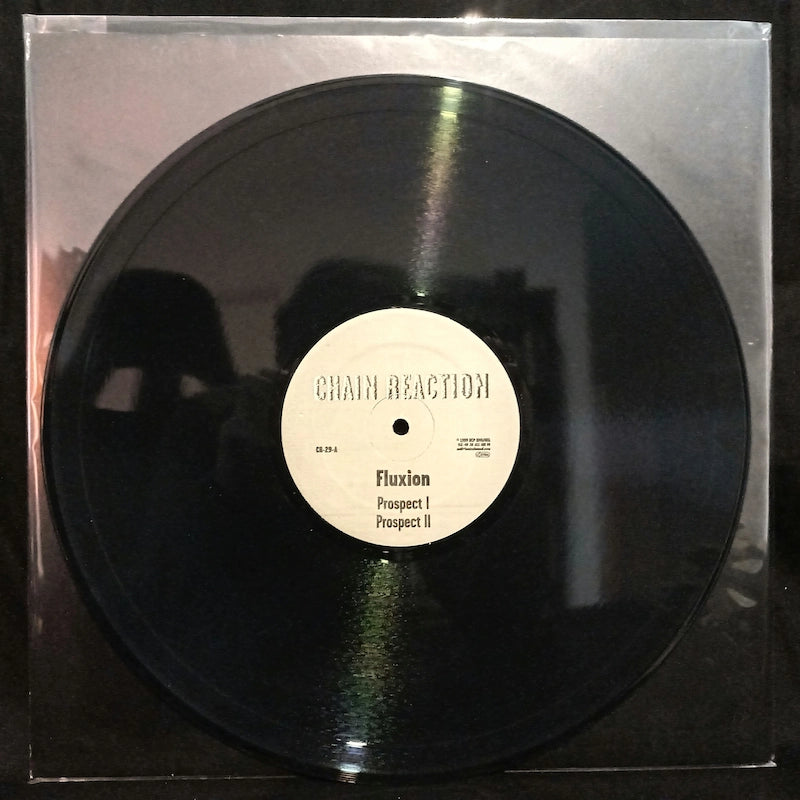 CHAIN REACTION
CR-29-A
Fluxion
Prospect I
Prospect II